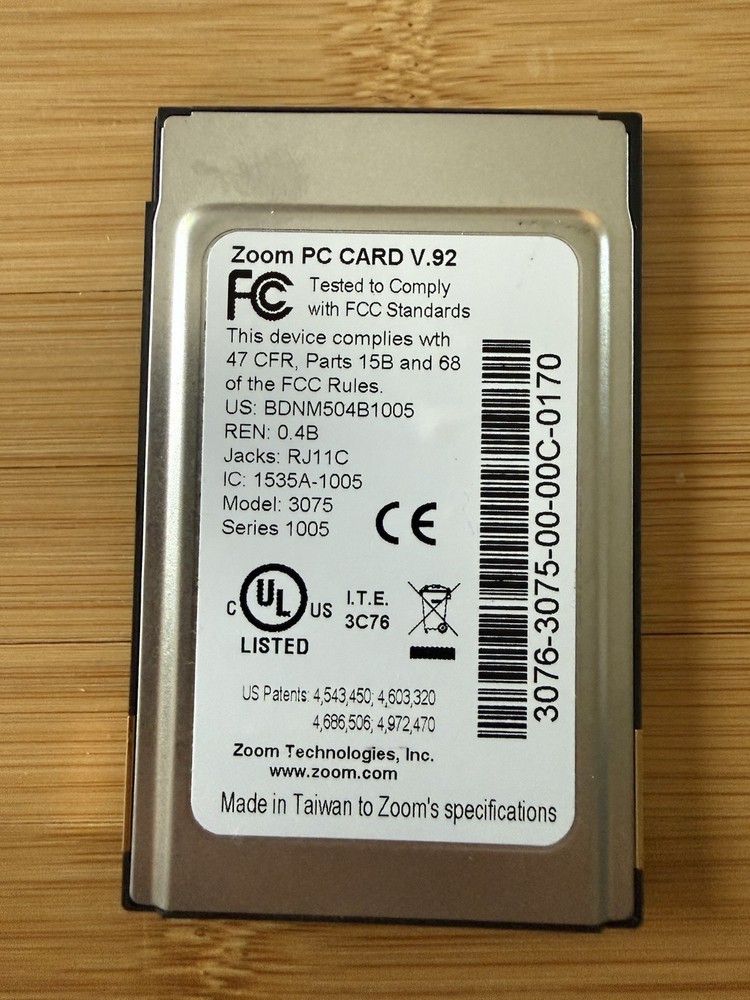 Zoom PC CARD V.92
FC Tested to Comply
with FCC Standards
This device complies wth
47 CFR, Parts 15B and 68
of the FCC Rules.
US: BDNM504B1005
REN: 0.4B
Jacks: RJ11C
IC: 1535A-1005
Model: 3075
Series 1005
CE
C UL US
LISTED
I.T.E.
3C76
US Patents: 4,543,450; 4,603,320
4,686,506; 4,972,470
Zoom Technologies, Inc.
www.zoom.com
Made in Taiwan to Zoom's specifications
3076-3075-00-00C-0170